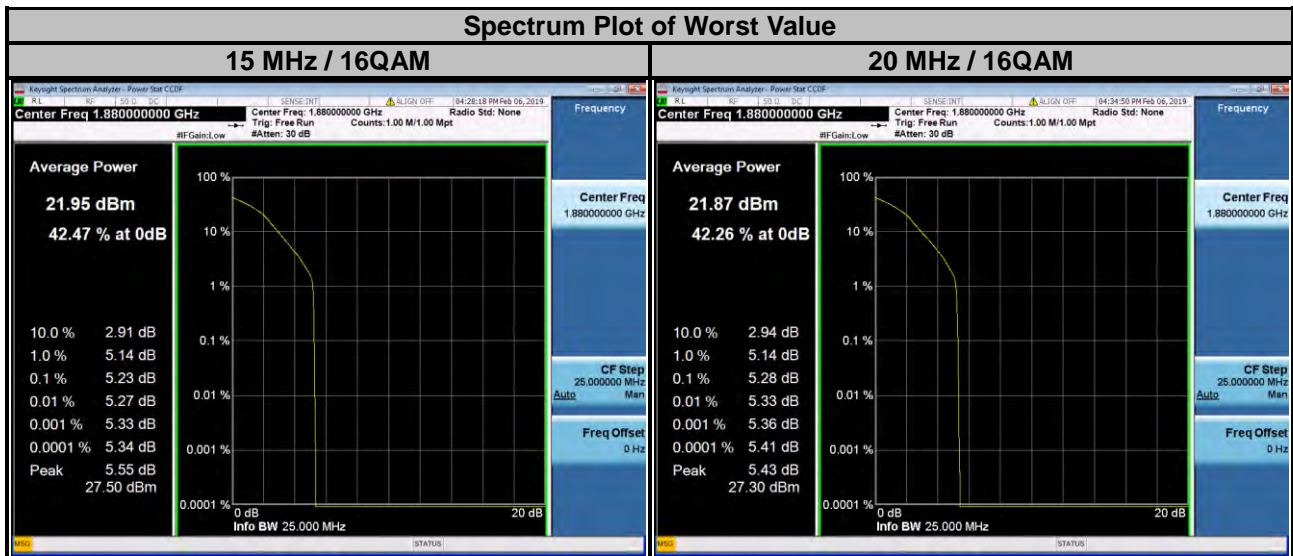 Spectrum Plot of Worst Value
15 MHz / 16QAM
20 MHz / 16QAM
Keysight Spectrum Analyzer - Power Stat CCDF
RL RF 50 Ω DC SENSE:INT ALIGN OFF 04:28:18 PM Feb 06, 2019
Center Freq 1.880000000 GHz
Center Freq: 1.880000000 GHz Radio Std: None
Trig: Free Run Counts:1.00 M/1.00 Mpt
#IFGain:Low #Atten: 30 dB
Frequency
Average Power
21.95 dBm
42.47 % at 0dB
10.0 % 2.91 dB
1.0 % 5.14 dB
0.1 % 5.23 dB
0.01 % 5.27 dB
0.001 % 5.33 dB
0.0001 % 5.34 dB
Peak 5.55 dB
27.50 dBm
100 %
10 %
1 %
0.1 %
0.01 %
0.001 %
0.0001 %
0 dB 20 dB
Info BW 25.000 MHz
Center Freq
1.880000000 GHz
CF Step
25.000000 MHz
Auto Man
Freq Offset
0 Hz
MSG STATUS
Keysight Spectrum Analyzer - Power Stat CCDF
RL RF 50 Ω DC SENSE:INT ALIGN OFF 04:34:50 PM Feb 06, 2019
Center Freq 1.880000000 GHz
Center Freq: 1.880000000 GHz Radio Std: None
Trig: Free Run Counts:1.00 M/1.00 Mpt
#IFGain:Low #Atten: 30 dB
Frequency
Average Power
21.87 dBm
42.26 % at 0dB
10.0 % 2.94 dB
1.0 % 5.14 dB
0.1 % 5.28 dB
0.01 % 5.33 dB
0.001 % 5.36 dB
0.0001 % 5.41 dB
Peak 5.43 dB
27.30 dBm
100 %
10 %
1 %
0.1 %
0.01 %
0.001 %
0.0001 %
0 dB 20 dB
Info BW 25.000 MHz
Center Freq
1.880000000 GHz
CF Step
25.000000 MHz
Auto Man
Freq Offset
0 Hz
MSG STATUS